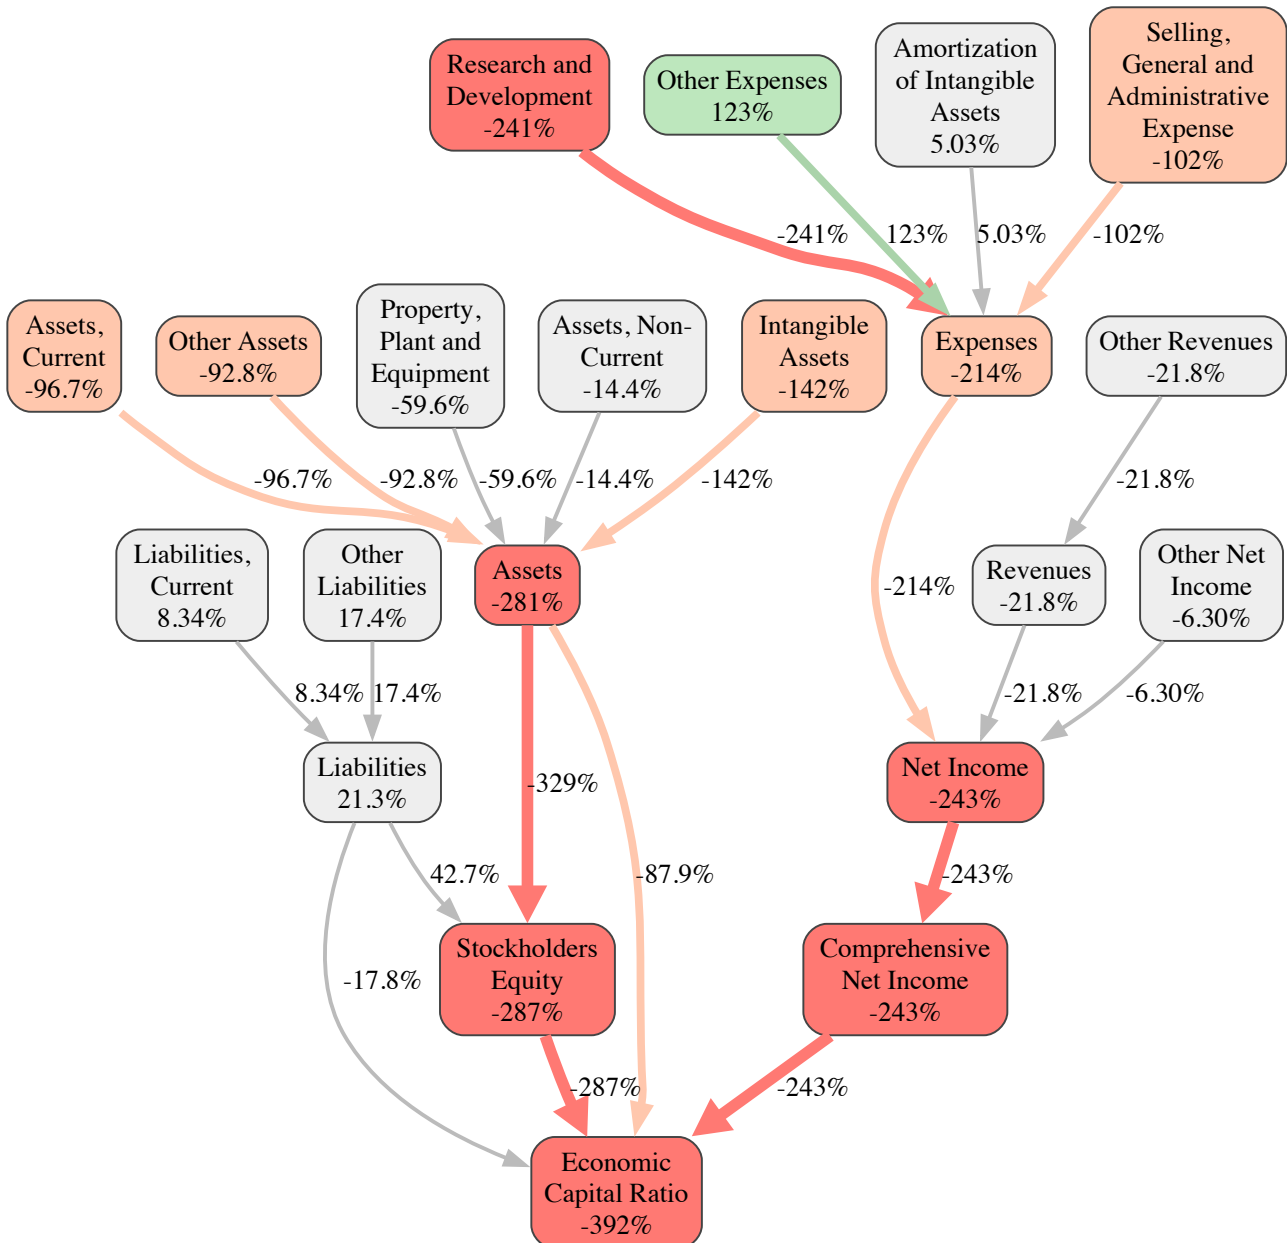 Research and
Development
-241%
Other Expenses
123%
Amortization
of Intangible
Assets
5.03%
Selling,
General and
Administrative
Expense
-102%
-241%
123%
5.03%
-102%
Assets,
Current
-96.7%
Other Assets
-92.8%
Property,
Plant and
Equipment
-59.6%
Assets, Non-
Current
-14.4%
Intangible
Assets
-142%
Expenses
-214%
Other Revenues
-21.8%
-96.7%
-92.8%
-59.6%
-14.4%
-142%
-21.8%
Liabilities,
Current
8.34%
Other
Liabilities
17.4%
Assets
-281%
-214%
Revenues
-21.8%
Other Net
Income
-6.30%
8.34%
17.4%
-21.8%
-6.30%
Liabilities
21.3%
-329%
Net Income
-243%
42.7%
-87.9%
-243%
-17.8%
Stockholders
Equity
-287%
Comprehensive
Net Income
-243%
-287%
-243%
Economic
Capital Ratio
-392%